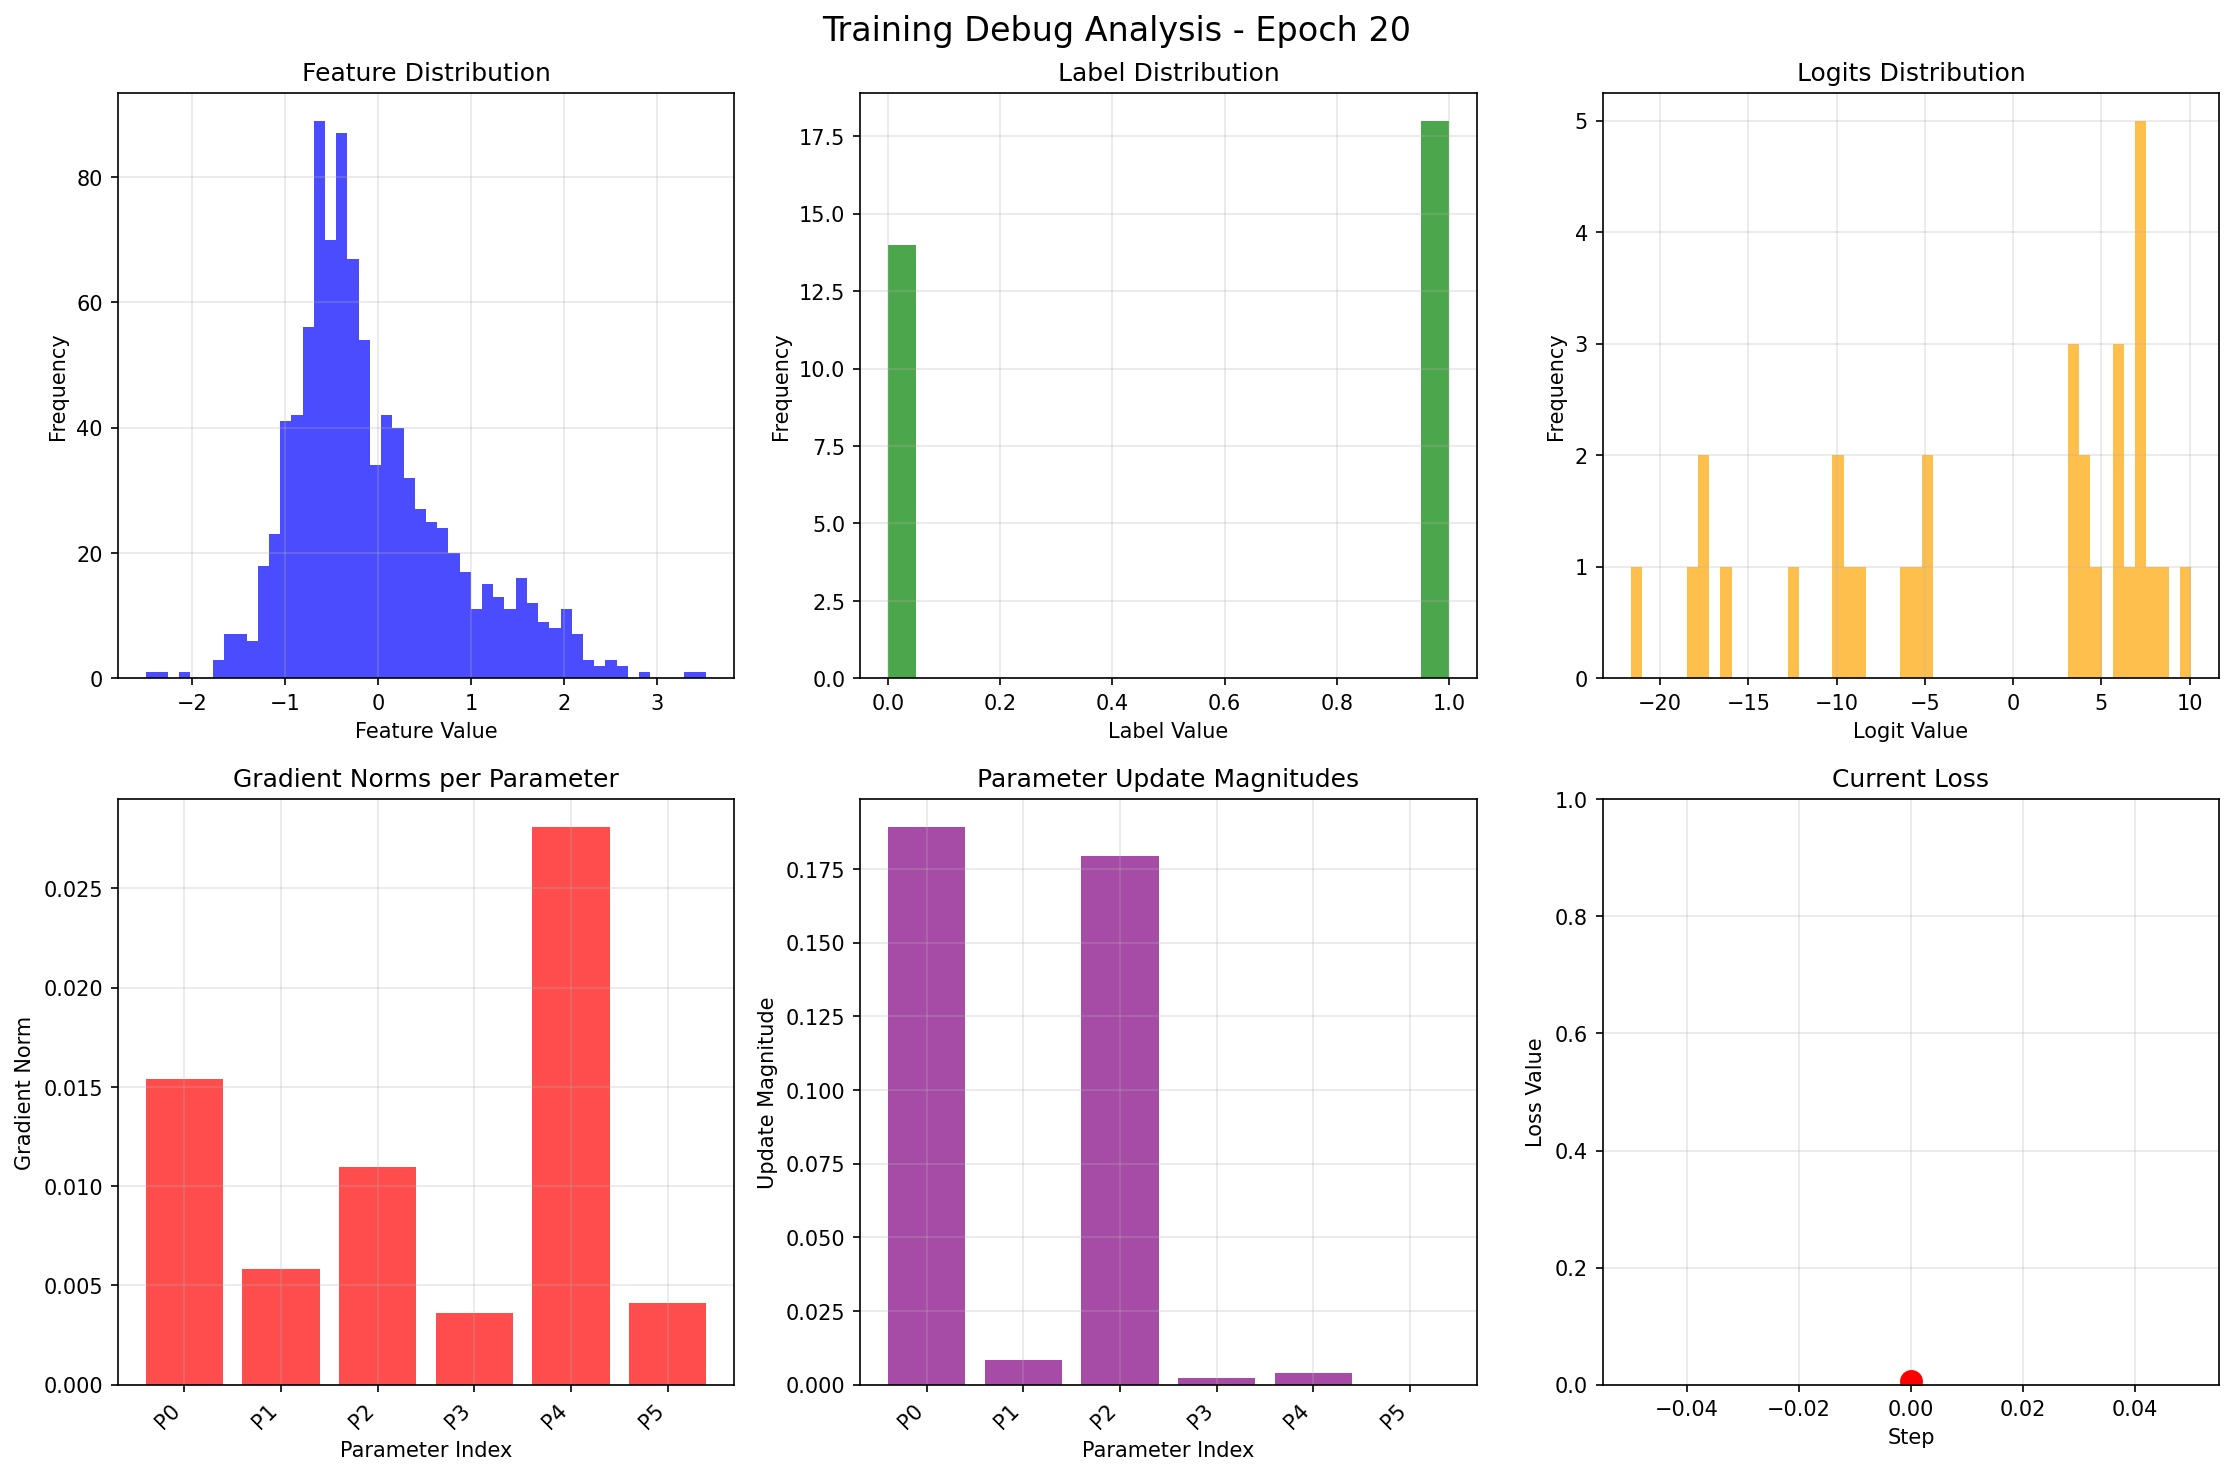 Training Debug Analysis - Epoch 20
Feature Distribution
Frequency
80
60
40
20
0
−2 −1 0 1 2 3
Feature Value
Label Distribution
Frequency
17.5
15.0
12.5
10.0
7.5
5.0
2.5
0.0
0.0 0.2 0.4 0.6 0.8 1.0
Label Value
Logits Distribution
Frequency
5
4
3
2
1
0
−20 −15 −10 −5 0 5 10
Logit Value
Gradient Norms per Parameter
Gradient Norm
0.025
0.020
0.015
0.010
0.005
0.000
P0 P1 P2 P3 P4 P5
Parameter Index
Parameter Update Magnitudes
Update Magnitude
0.175
0.150
0.125
0.100
0.075
0.050
0.025
0.000
P0 P1 P2 P3 P4 P5
Parameter Index
Current Loss
Loss Value
1.0
0.8
0.6
0.4
0.2
0.0
−0.04 −0.02 0.00 0.02 0.04
Step